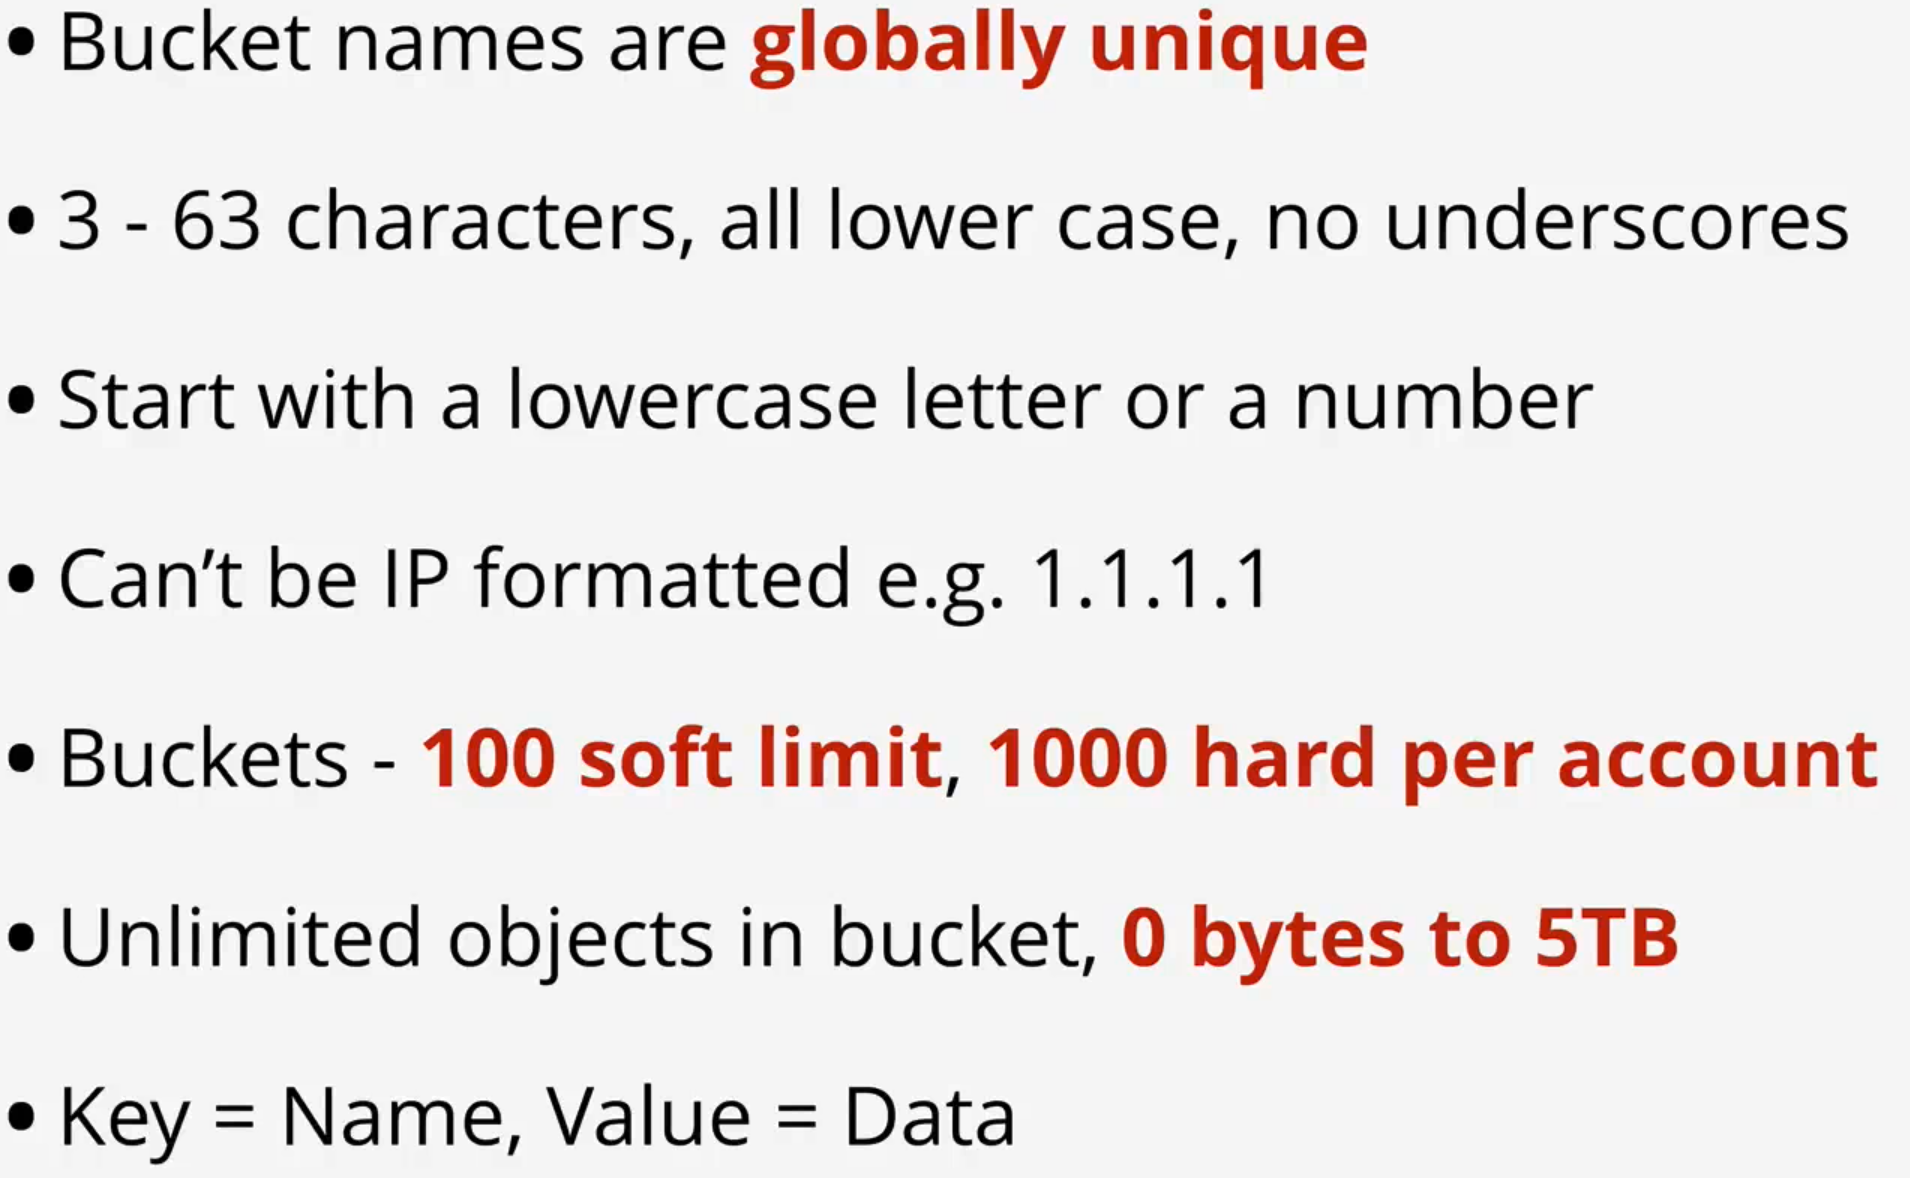 • Bucket names are globally unique
• 3 - 63 characters, all lower case, no underscores
• Start with a lowercase letter or a number
• Can’t be IP formatted e.g. 1.1.1.1
• Buckets - 100 soft limit, 1000 hard per account
• Unlimited objects in bucket, 0 bytes to 5TB
• Key = Name, Value = Data